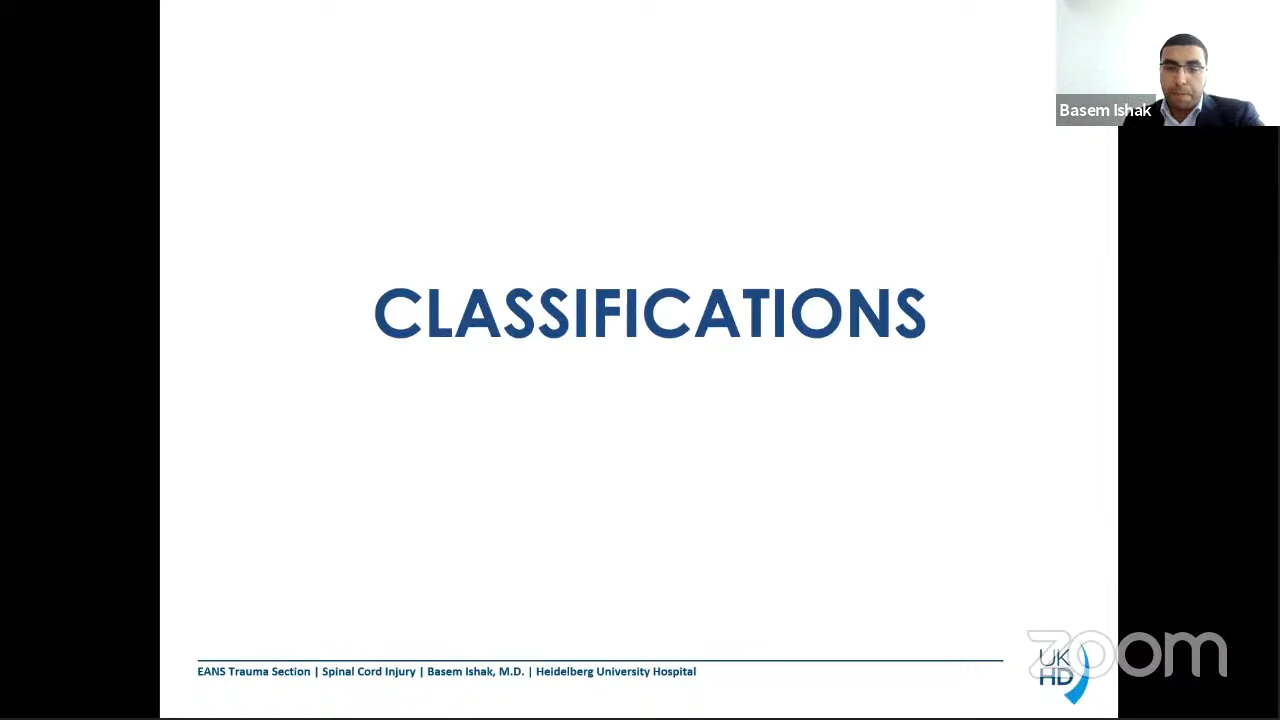 Basem Ishak
CLASSIFICATIONS
EANS Trauma Section | Spinal Cord Injury | Basem Ishak, M.D. | Heidelberg University Hospital
UK
HD
zoom